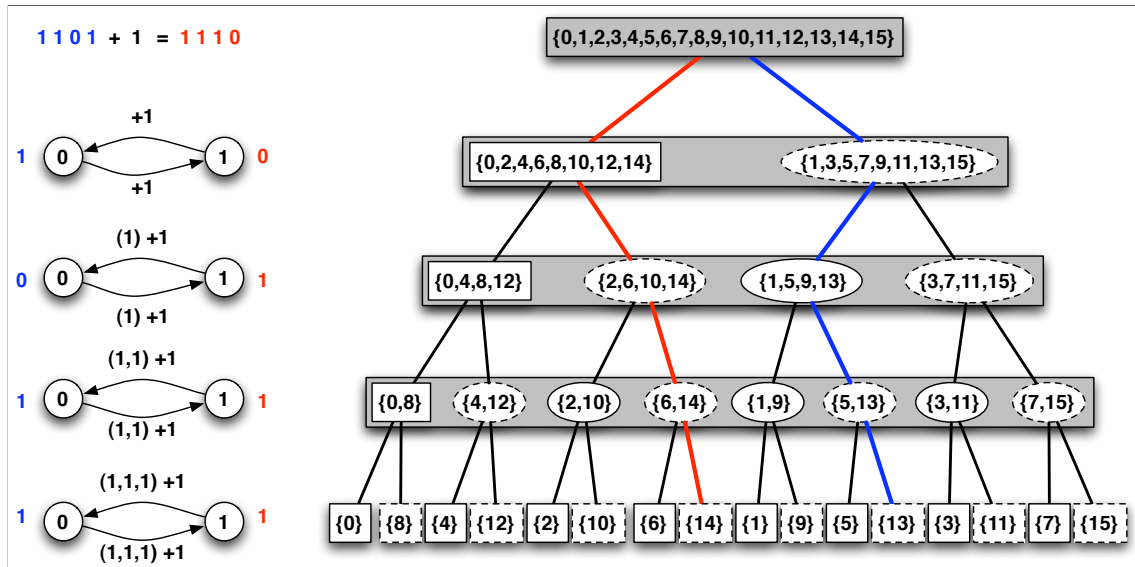 1 1 0 1 + 1 = 1 1 1 0
+1
1 0 1 0
+1
(1) +1
0 0 1 1
(1) +1
(1,1) +1
1 0 1 1
(1,1) +1
(1,1,1) +1
1 0 1 1
(1,1,1) +1
{0,1,2,3,4,5,6,7,8,9,10,11,12,13,14,15}
{0,2,4,6,8,10,12,14} {1,3,5,7,9,11,13,15}
{0,4,8,12} {2,6,10,14} {1,5,9,13} {3,7,11,15}
{0,8} {4,12} {2,10} {6,14} {1,9} {5,13} {3,11} {7,15}
{0} {8} {4} {12} {2} {10} {6} {14} {1} {9} {5} {13} {3} {11} {7} {15}